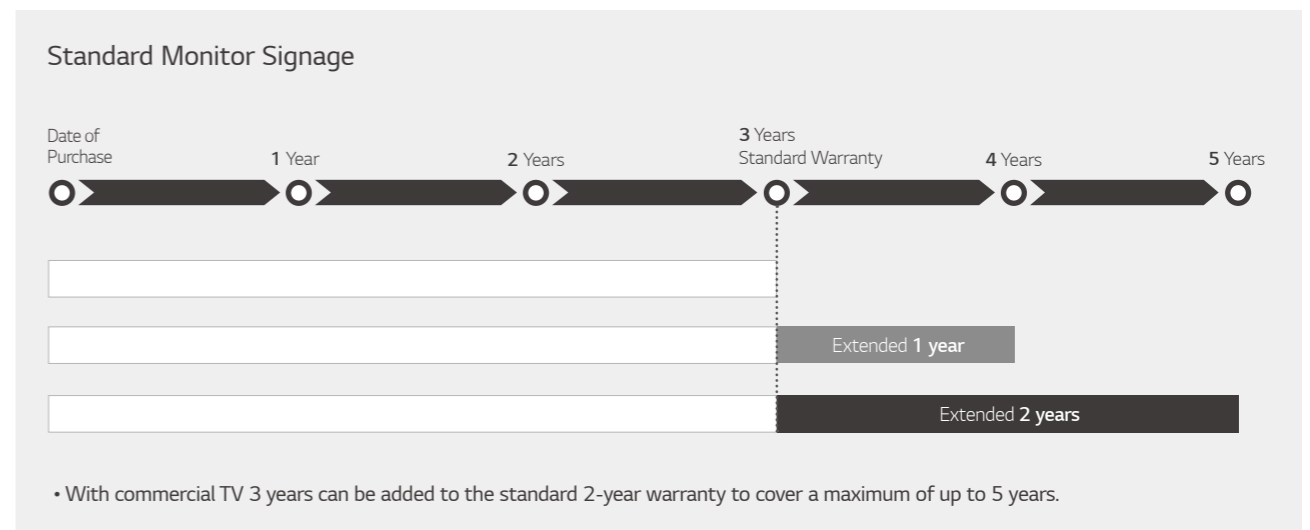 Standard Monitor Signage
Date of
Purchase
1 Year
2 Years
3 Years
Standard Warranty
4 Years
5 Years
Extended 1 year
Extended 2 years
• With commercial TV 3 years can be added to the standard 2-year warranty to cover a maximum of up to 5 years.